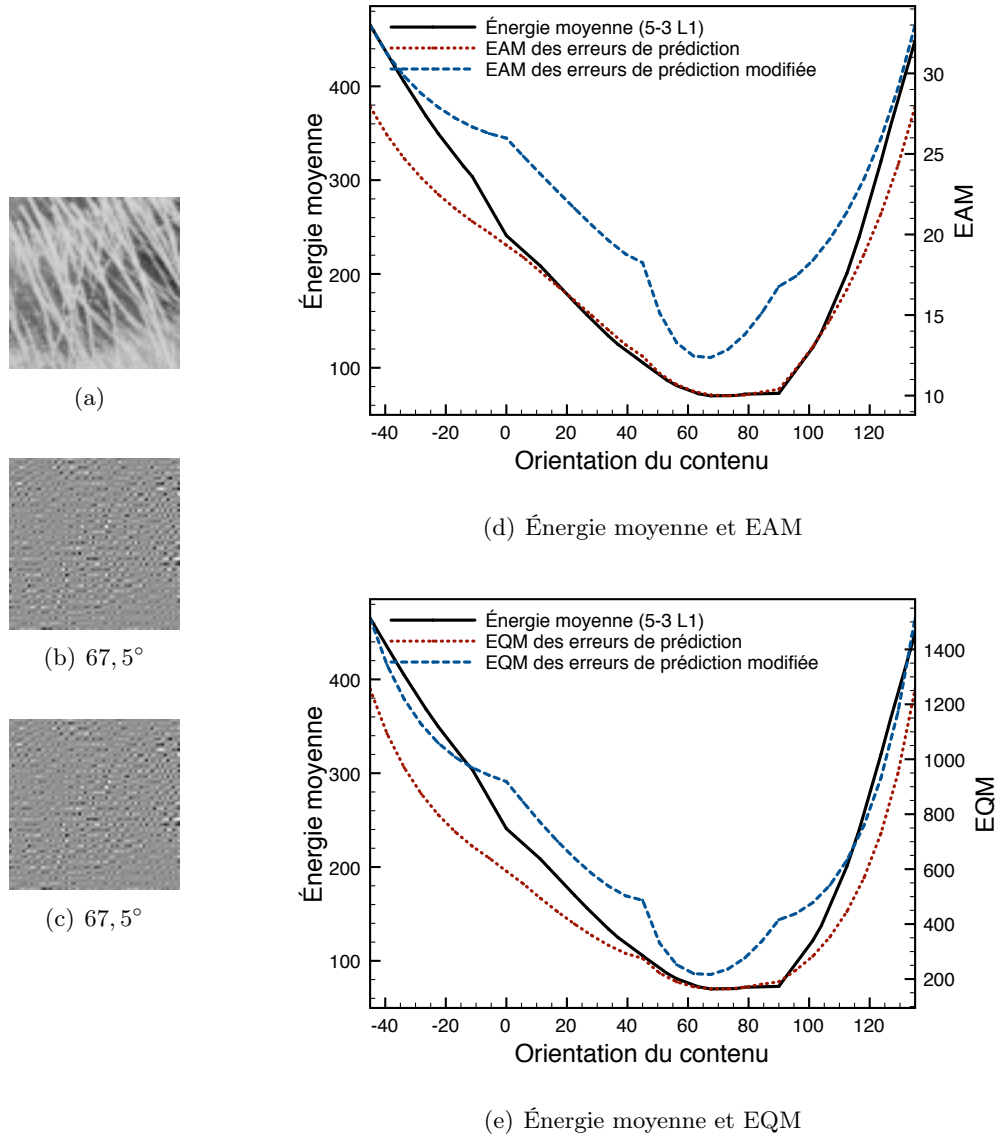 (a)
(b) 67, 5°
(c) 67, 5°
Énergie moyenne (5-3 L1)
EAM des erreurs de prédiction
EAM des erreurs de prédiction modifiée
Énergie moyenne
400
300
200
100
EAM
30
25
20
15
10
-40 -20 0 20 40 60 80 100 120
Orientation du contenu
(d) Énergie moyenne et EAM
Énergie moyenne (5-3 L1)
EQM des erreurs de prédiction
EQM des erreurs de prédiction modifiée
Énergie moyenne
400
300
200
100
EQM
1400
1200
1000
800
600
400
200
-40 -20 0 20 40 60 80 100 120
Orientation du contenu
(e) Énergie moyenne et EQM